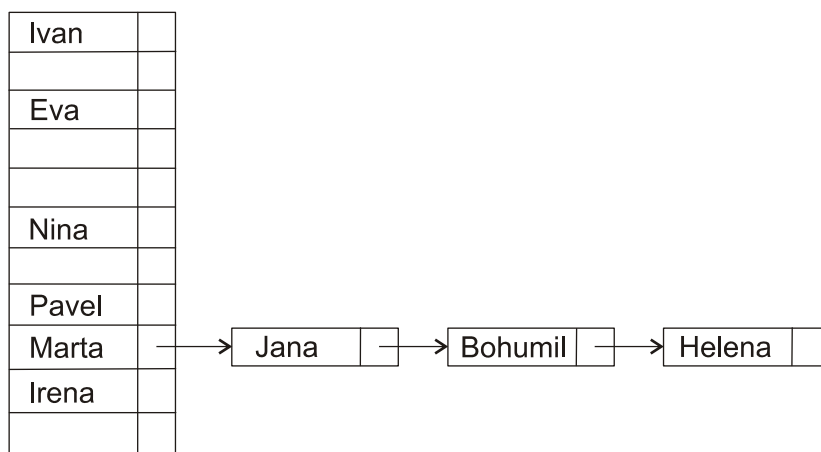 Ivan
Eva
Nina
Pavel
Marta Jana Bohumil Helena
Irena